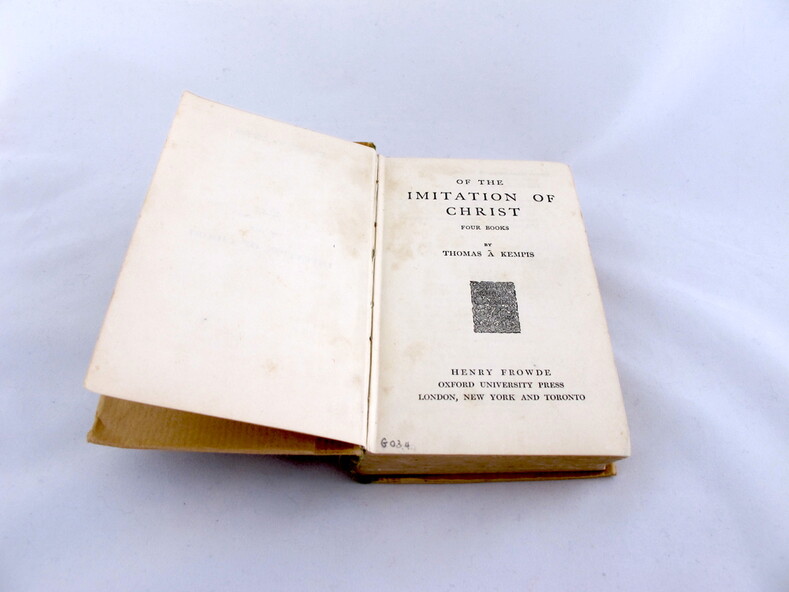 OF THE
IMITATION OF
CHRIST
FOUR BOOKS
BY
THOMAS À KEMPIS
HENRY FROWDE
OXFORD UNIVERSITY PRESS
LONDON, NEW YORK AND TORONTO